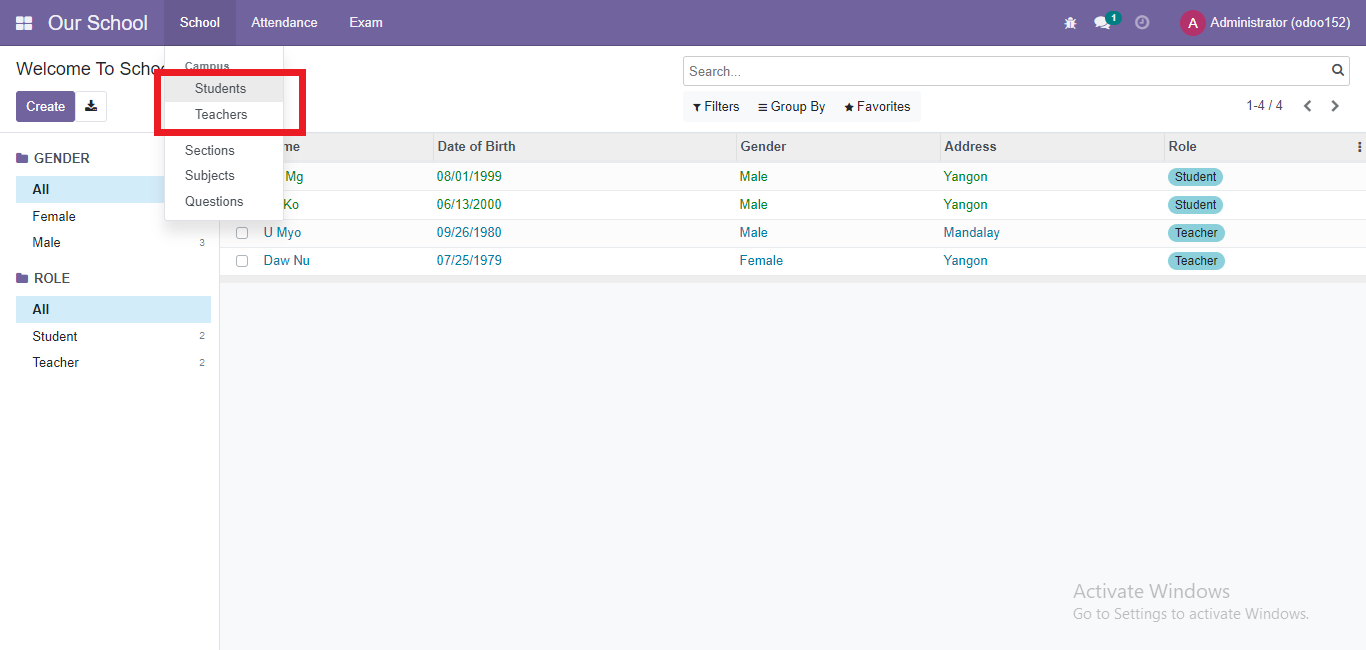 Our School School Attendance Exam 1 A Administrator (odoo152)
Welcome To Scho
Campus
Students
Teachers
Sections
Subjects
Questions
Search...
Create
Filters Group By Favorites 1-4 / 4
GENDER
All
Female
Male 3
ROLE
All
Student 2
Teacher 2
me Date of Birth Gender Address Role
Mg 08/01/1999 Male Yangon Student
Ko 06/13/2000 Male Yangon Student
U Myo 09/26/1980 Male Mandalay Teacher
Daw Nu 07/25/1979 Female Yangon Teacher
Activate Windows
Go to Settings to activate Windows.